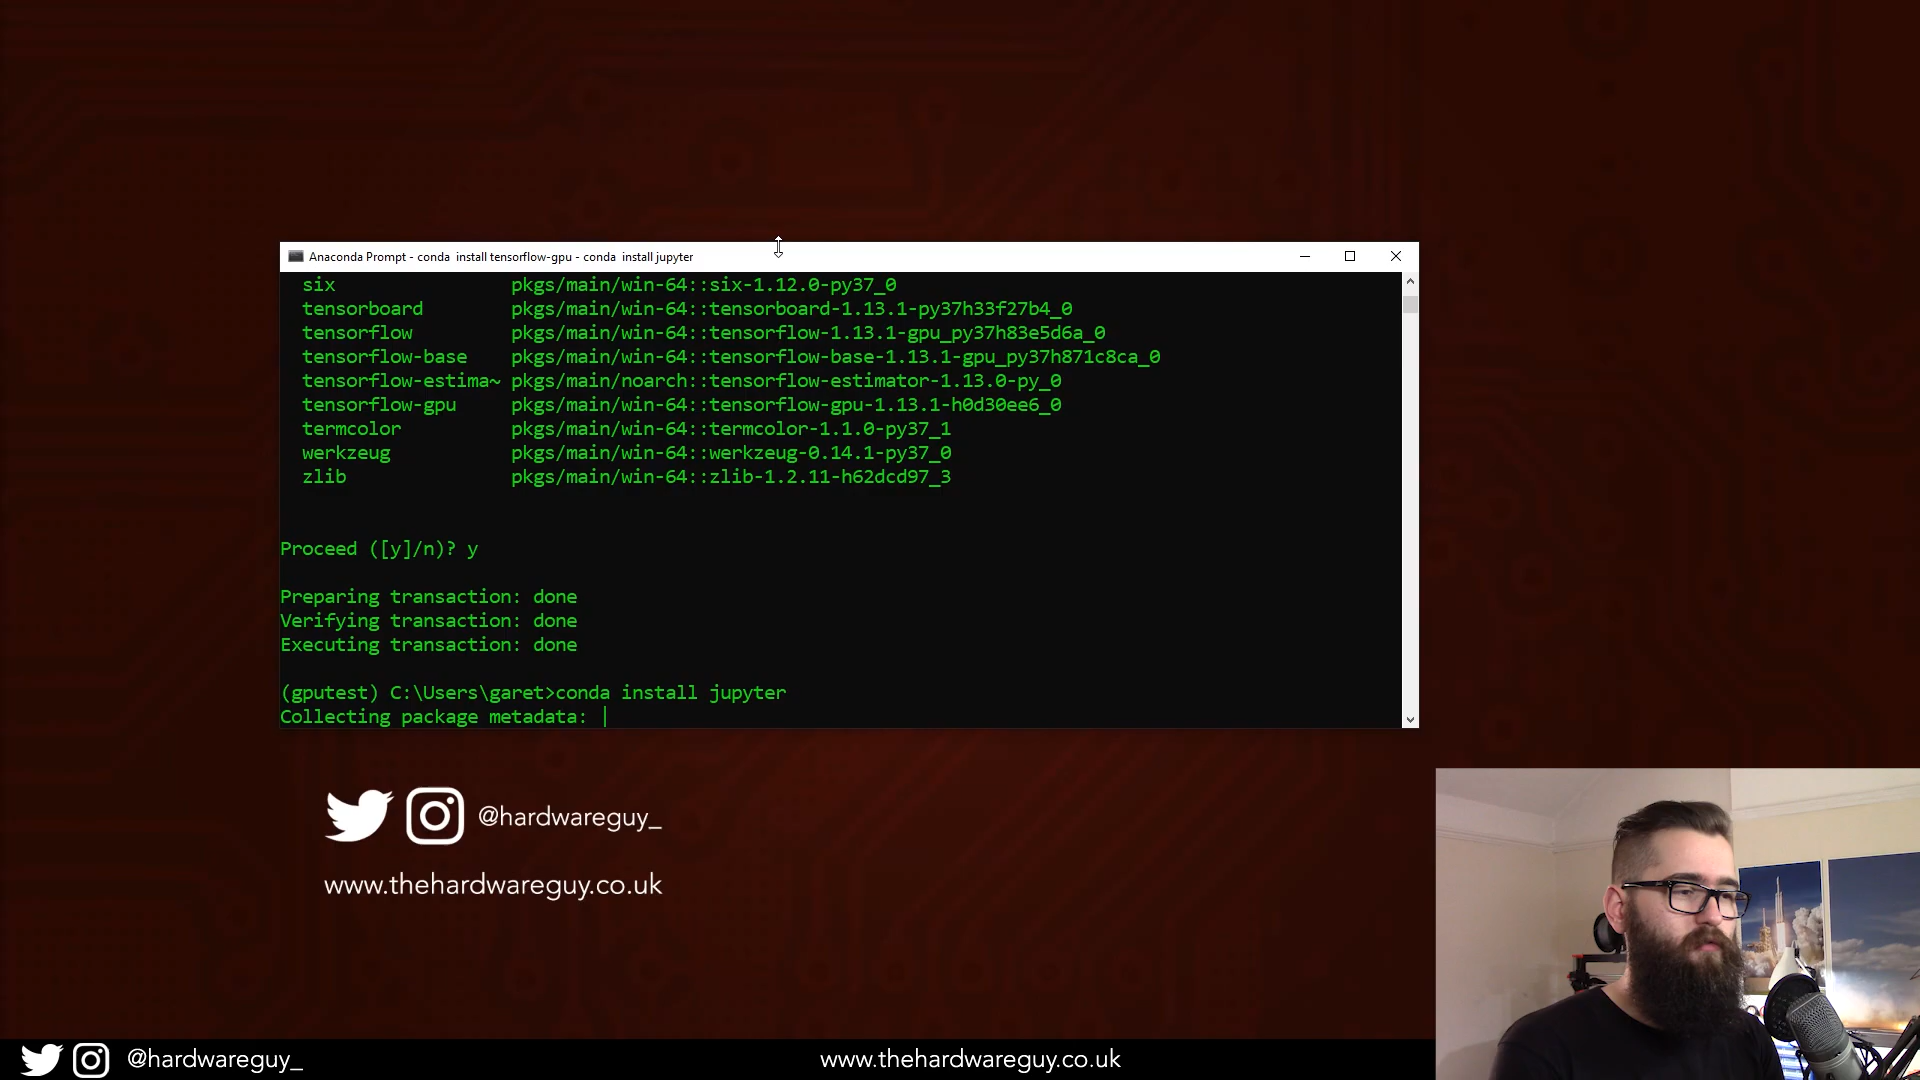 Anaconda Prompt - conda  install tensorflow-gpu - conda  install jupyter
six pkgs/main/win-64::six-1.12.0-py37_0
tensorboard pkgs/main/win-64::tensorboard-1.13.1-py37h33f27b4_0
tensorflow pkgs/main/win-64::tensorflow-1.13.1-gpu_py37h83e5d6a_0
tensorflow-base pkgs/main/win-64::tensorflow-base-1.13.1-gpu_py37h871c8ca_0
tensorflow-estima~ pkgs/main/noarch::tensorflow-estimator-1.13.0-py_0
tensorflow-gpu pkgs/main/win-64::tensorflow-gpu-1.13.1-h0d30ee6_0
termcolor pkgs/main/win-64::termcolor-1.1.0-py37_1
werkzeug pkgs/main/win-64::werkzeug-0.14.1-py37_0
zlib pkgs/main/win-64::zlib-1.2.11-h62dcd97_3
Proceed ([y]/n)? y
Preparing transaction: done
Verifying transaction: done
Executing transaction: done
(gputest) C:\Users\garet>conda install jupyter
Collecting package metadata: |
@hardwareguy_
www.thehardwareguy.co.uk
@hardwareguy_
www.thehardwareguy.co.uk